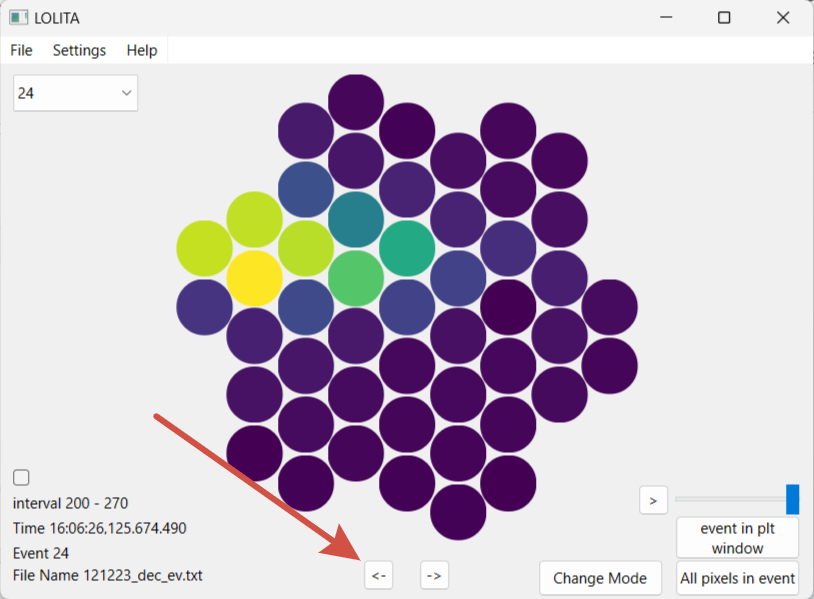 LOLITA
File Settings Help
24
interval 200 - 270
Time 16:06:26,125.674.490
Event 24
File Name 121223_dec_ev.txt
<-
->
>
event in plt
window
Change Mode
All pixels in event